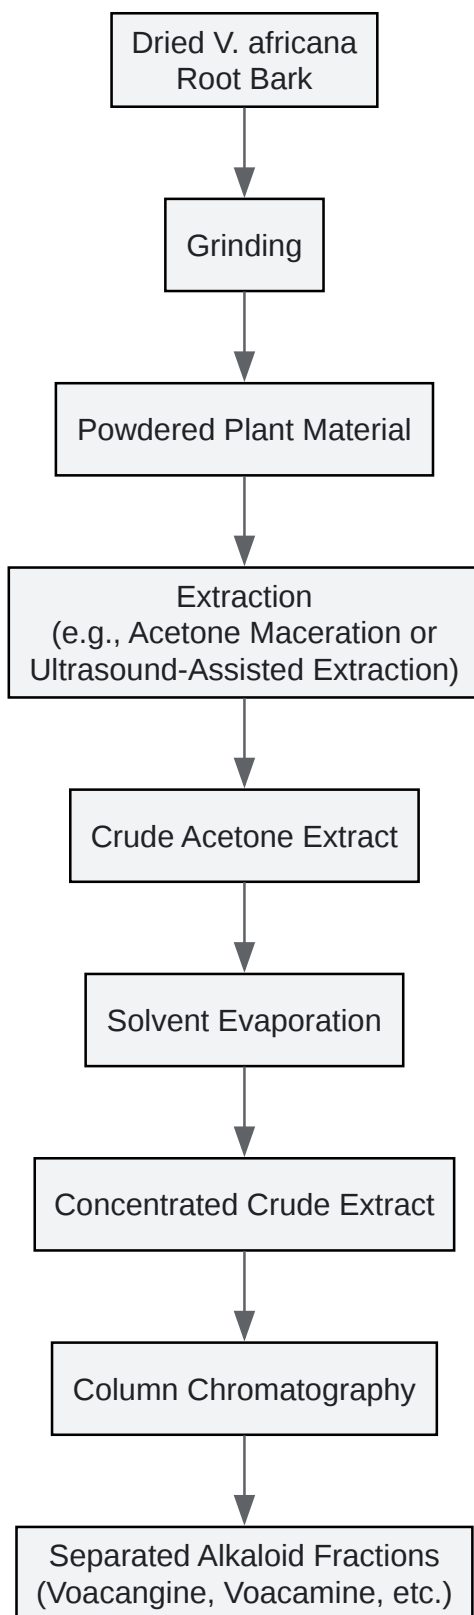 Dried V. africana
Root Bark
Grinding
Powdered Plant Material
Extraction
(e.g., Acetone Maceration or
Ultrasound-Assisted Extraction)
Crude Acetone Extract
Solvent Evaporation
Concentrated Crude Extract
Column Chromatography
Separated Alkaloid Fractions
(Voacangine, Voacamine, etc.)